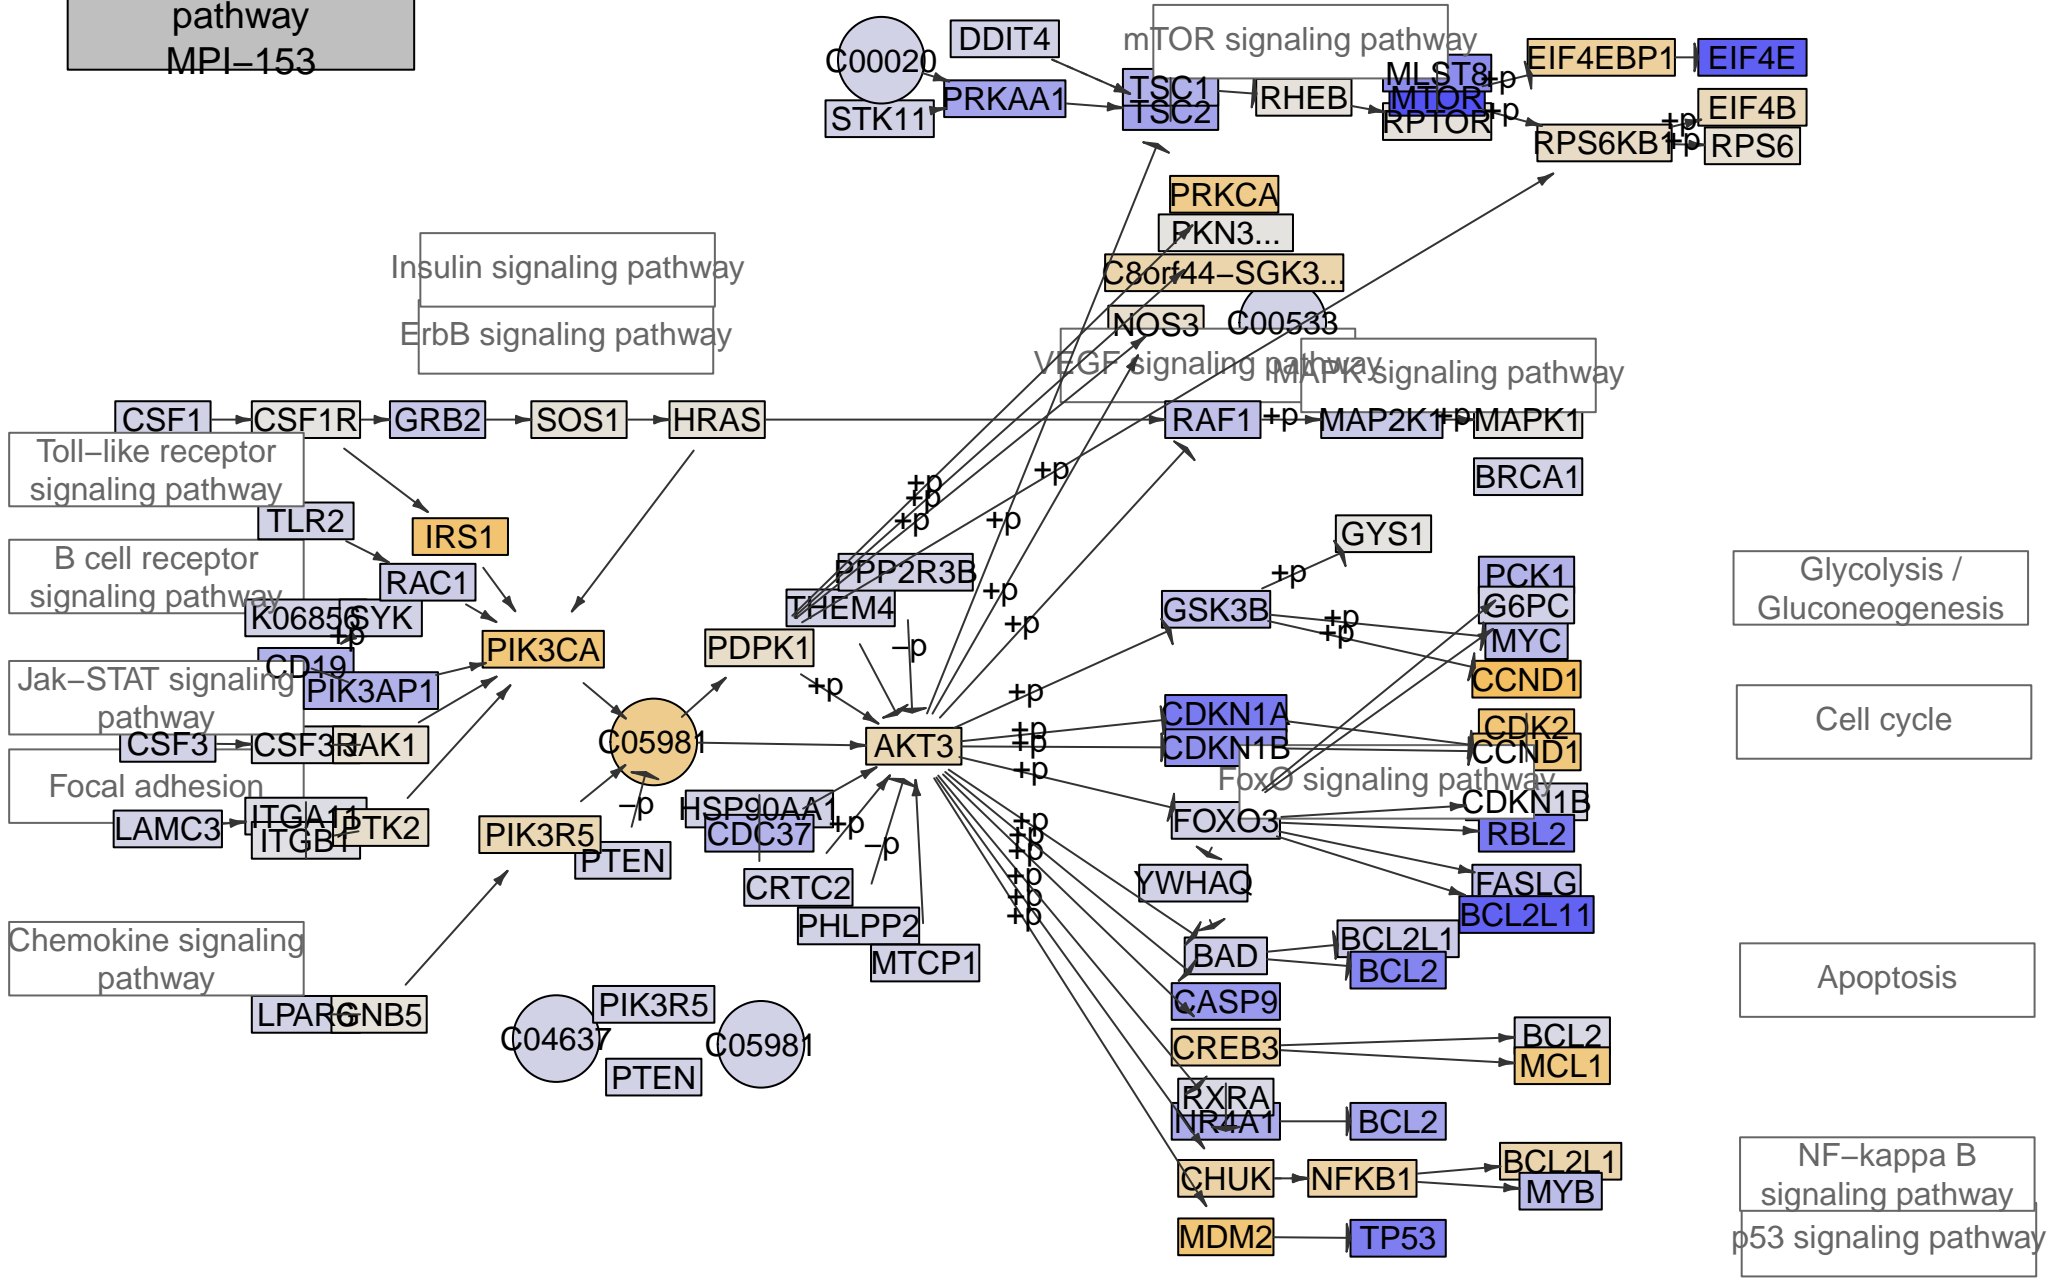 pathway
MPI–153
C00020
DDIT4
STK11
PRKAA1
mTOR signaling pathway
TSC1
TSC2
RHEB
MLST8
MTOR
RPTOR
+p
+p
EIF4EBP1
EIF4E
EIF4B
RPS6KB1
+p
+p
RPS6
PRKCA
PKN3...
C8orf44–SGK3...
NOS3
C00533
Insulin signaling pathway
ErbB signaling pathway
VEGF signaling pathway
MAPK signaling pathway
CSF1
CSF1R
GRB2
SOS1
HRAS
RAF1
+p
MAP2K1
+p
MAPK1
BRCA1
Toll–like receptor
signaling pathway
TLR2
IRS1
+p
+p
+p
+p
+p
GYS1
B cell receptor
signaling pathway
RAC1
K06856
SYK
+p
CD19
PIK3AP1
PIK3CA
PDPK1
THEM4
PPP2R3B
–p
+p
+p
+p
GSK3B
+p
+p
+p
PCK1
G6PC
MYC
CCND1
Glycolysis /
Gluconeogenesis
Jak–STAT signaling
pathway
CSF3
CSF3R
JAK1
C05981
AKT3
+p
+p
+p
+p
CDKN1A
CDKN1B
CDK2
CCND1
Cell cycle
FoxO signaling pathway
Focal adhesion
LAMC3
ITGA11
ITGB1
PTK2
PIK3R5
–p
PTEN
HSP90AA1
CDC37
+p
–p
CRTC2
PHLPP2
MTCP1
+p
+p
+p
+p
+p
+p
FOXO3
CDKN1B
RBL2
YWHAQ
FASLG
BCL2L11
BAD
BCL2L1
BCL2
Apoptosis
Chemokine signaling
pathway
LPAR6
GNB5
C04637
PIK3R5
C05981
PTEN
CASP9
CREB3
BCL2
MCL1
RXRA
NR4A1
BCL2
CHUK
NFKB1
BCL2L1
MYB
NF–kappa B
signaling pathway
MDM2
TP53
p53 signaling pathway